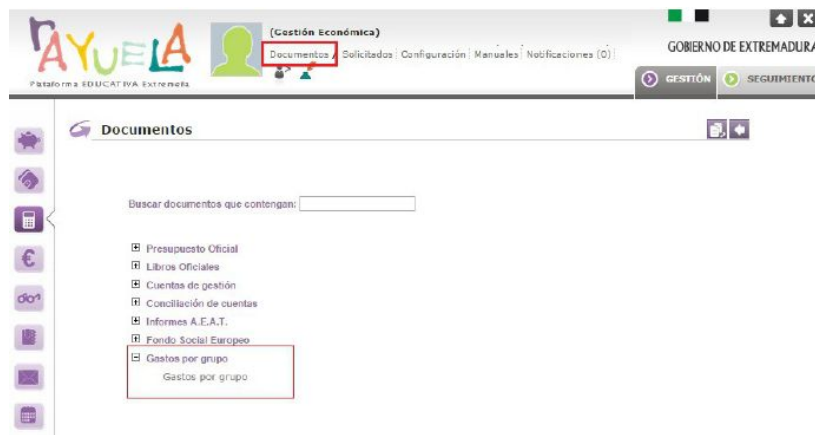 rAYUELA
Plataforma EDUCATIVA Extremeña
(Gestión Económica)
Documentos / Solicitados Configuración Manuales Notificaciones (0)
GOBIERNO DE EXTREMADURA
GESTIÓN
SEGUIMIENTO
Documentos
Buscar documentos que contengan:
Presupuesto Oficial
Libros Oficiales
Cuentas de gestión
Conciliación de cuentas
Informes A.E.A.T.
Fondo Social Europeo
Gastos por grupo
Gastos por grupo